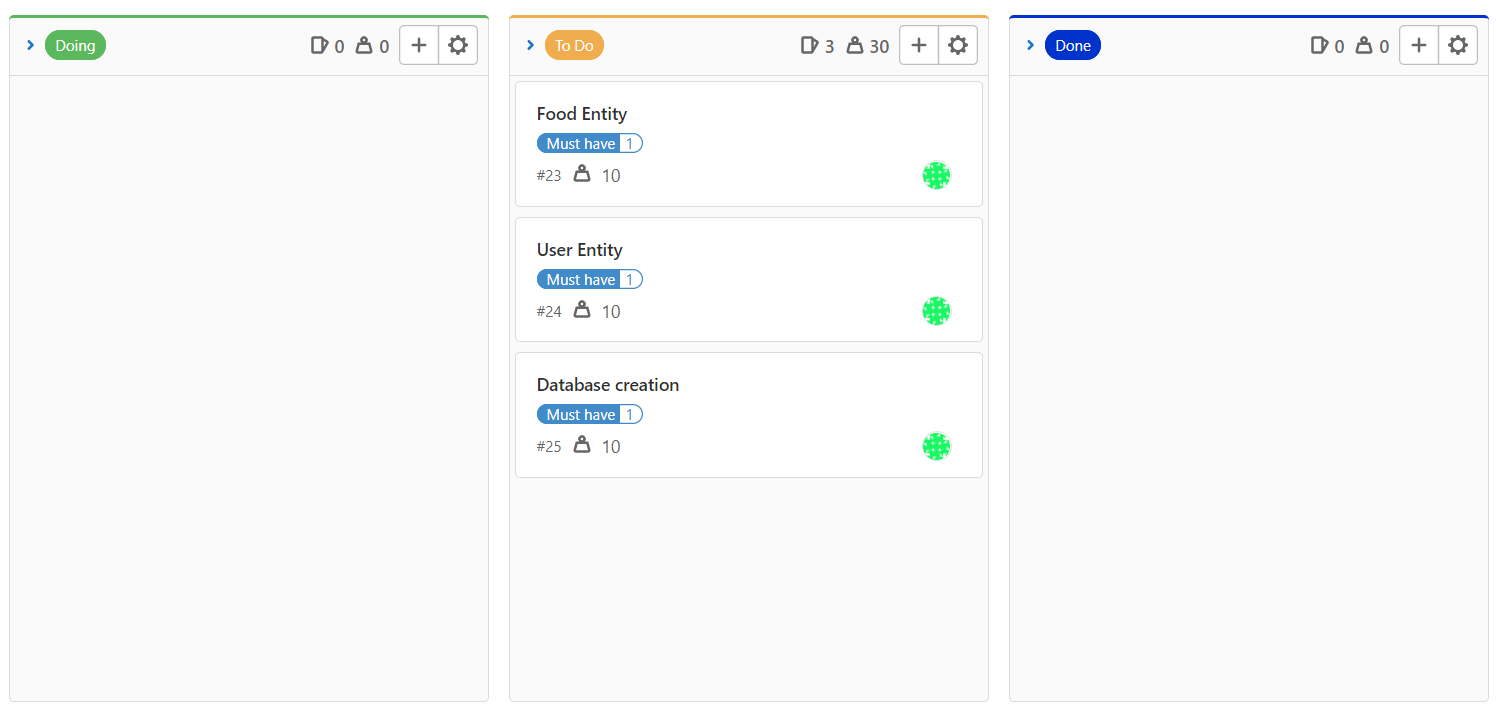 Doing 0 0
To Do 3 30
Food Entity
Must have 1
#23 10
User Entity
Must have 1
#24 10
Database creation
Must have 1
#25 10
Done 0 0